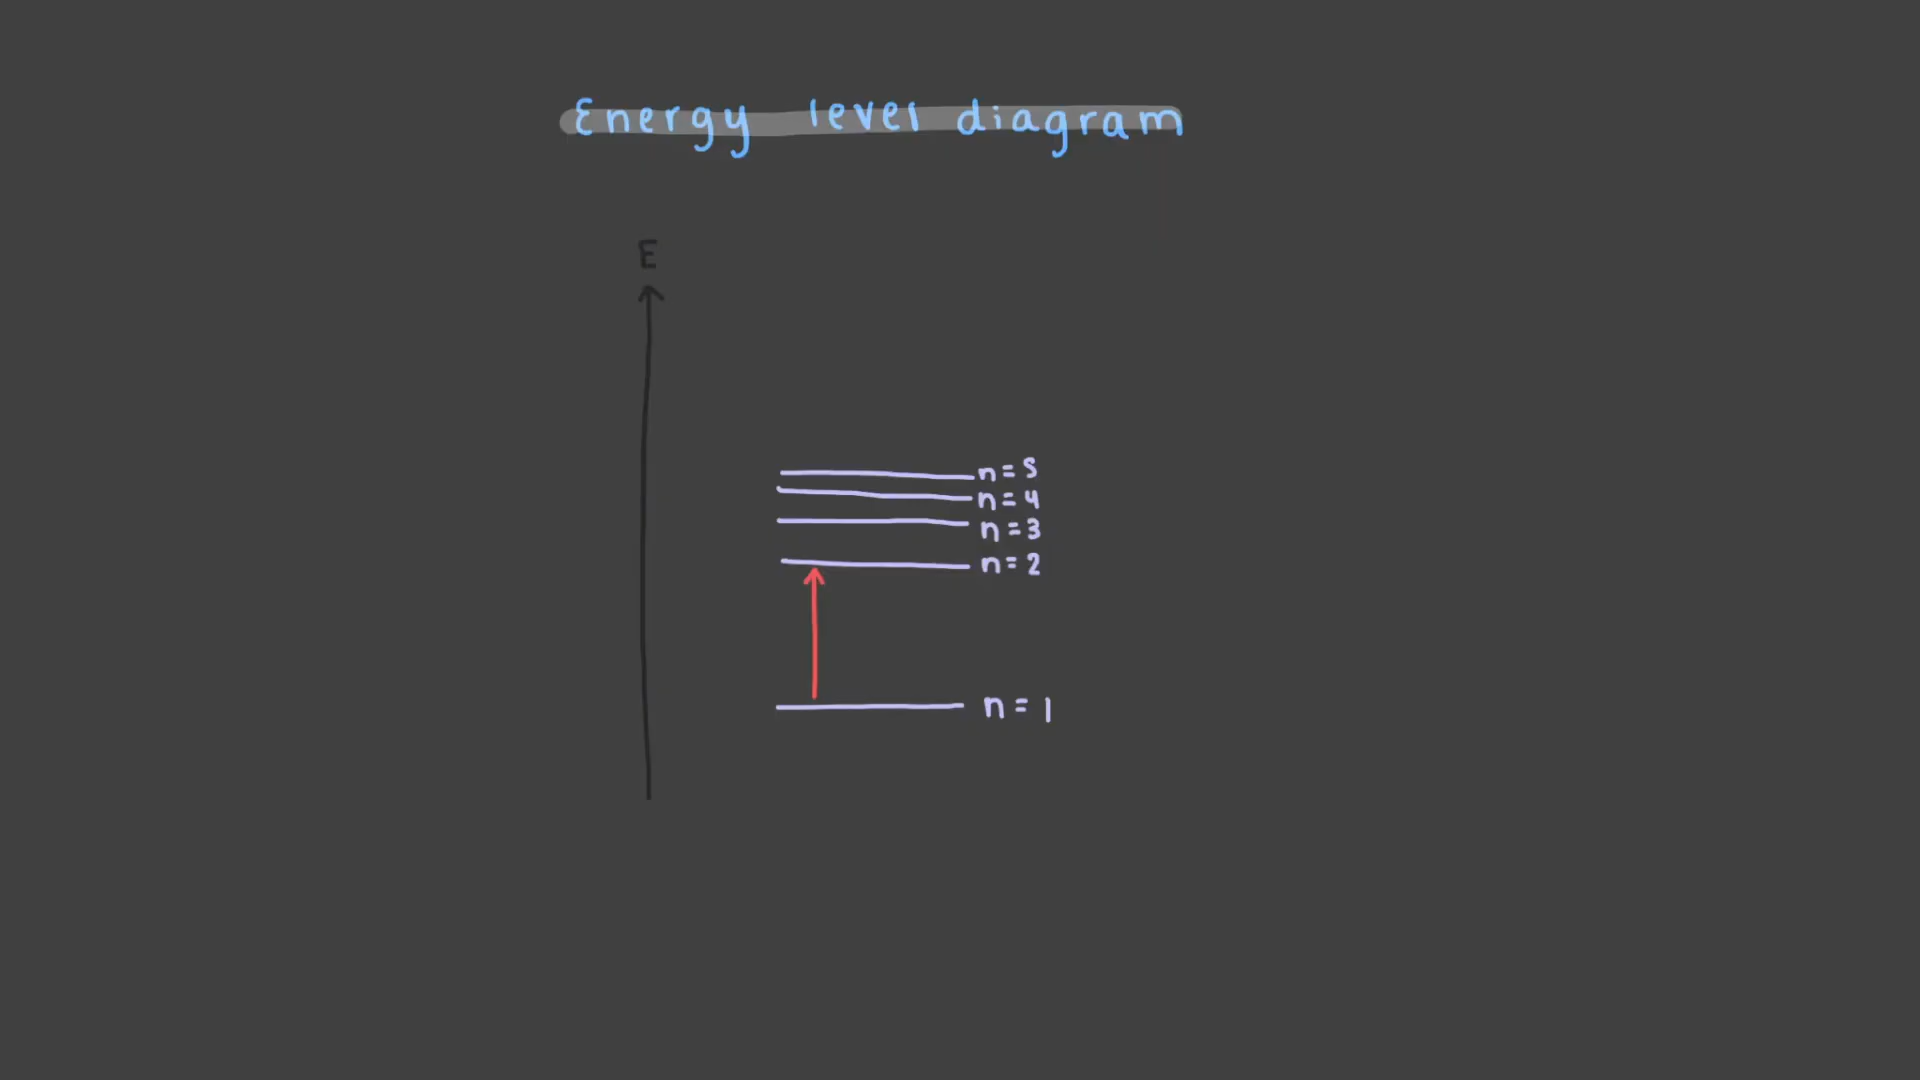 Energy level diagram
E
n = 5
n = 4
n = 3
n = 2
n = 1